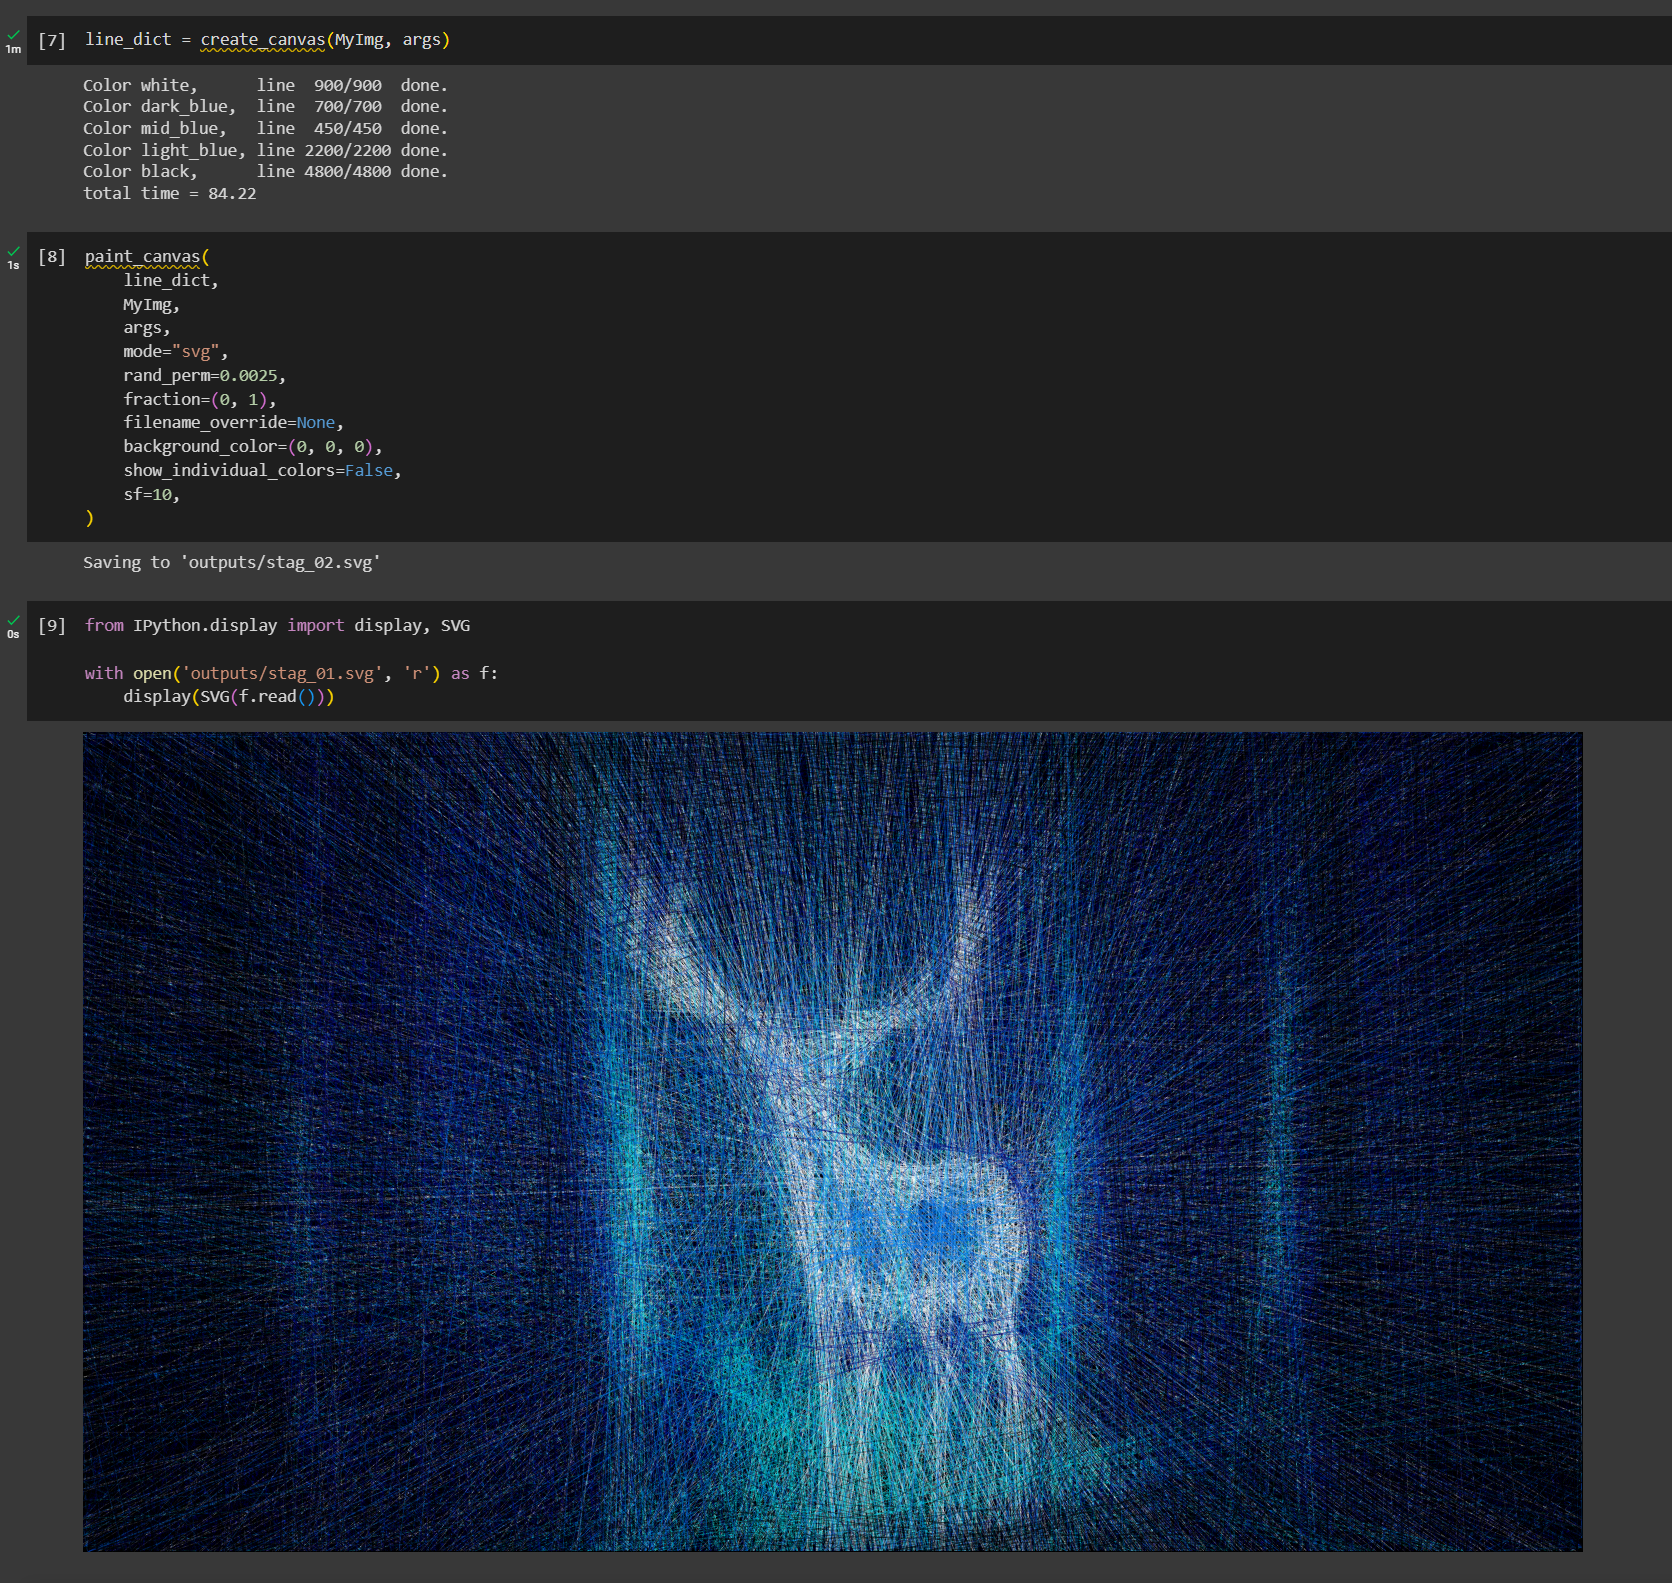 [7] line_dict = create_canvas(MyImg, args)
1m
Color white,      line  900/900  done.
Color dark_blue,  line  700/700  done.
Color mid_blue,   line  450/450  done.
Color light_blue, line 2200/2200 done.
Color black,      line 4800/4800 done.
total time = 84.22
[8] paint_canvas(
1s
    line_dict,
    MyImg,
    args,
    mode="svg",
    rand_perm=0.0025,
    fraction=(0, 1),
    filename_override=None,
    background_color=(0, 0, 0),
    show_individual_colors=False,
    sf=10,
)
Saving to 'outputs/stag_02.svg'
[9] from IPython.display import display, SVG
0s
with open('outputs/stag_01.svg', 'r') as f:
    display(SVG(f.read()))